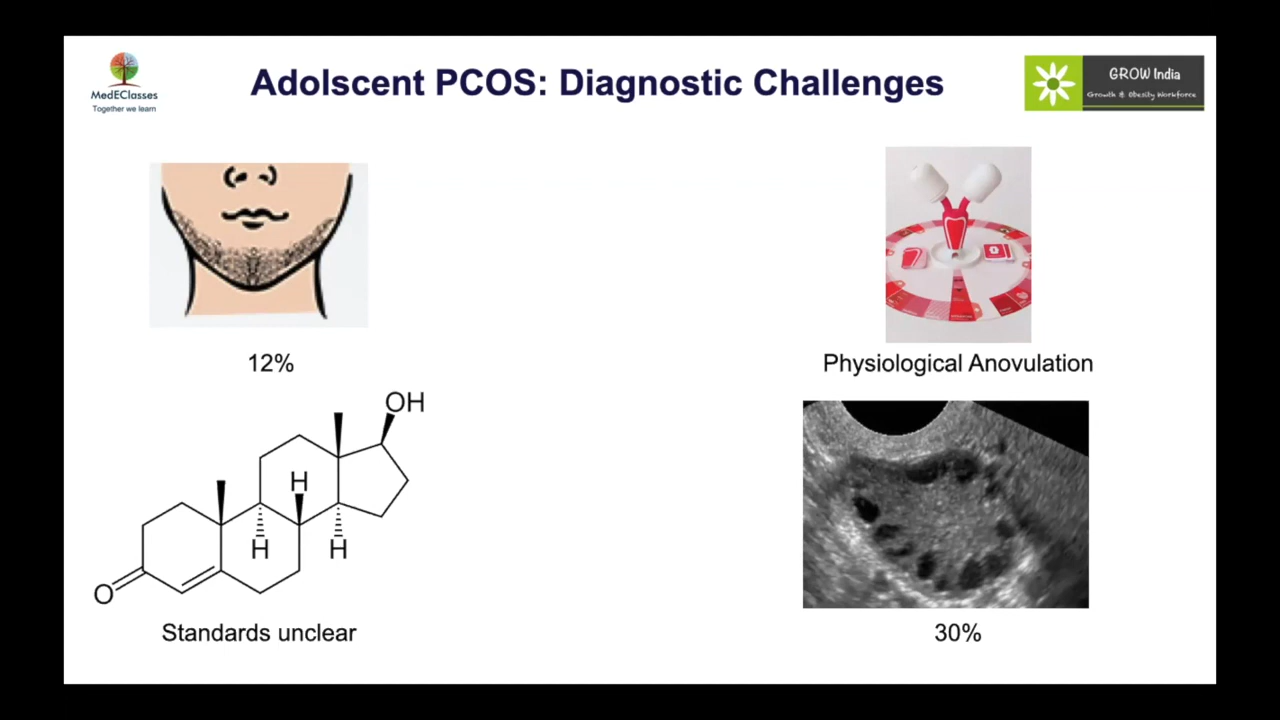 MedEClasses
Together we learn
Adolscent PCOS: Diagnostic Challenges
GROW India
Growth & Obesity Workforce
12%
Physiological Anovulation
OH
H
H
H
O
Standards unclear
30%